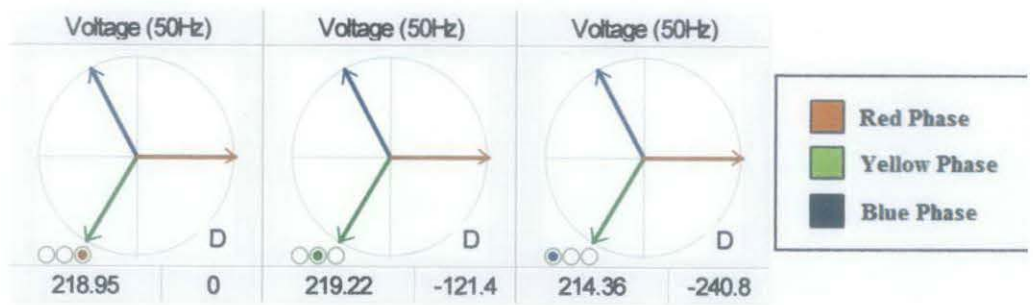 Voltage (50Hz) Voltage (50Hz) Voltage (50Hz)
D D D
218.95 0 219.22 -121.4 214.36 -240.8
Red Phase
Yellow Phase
Blue Phase